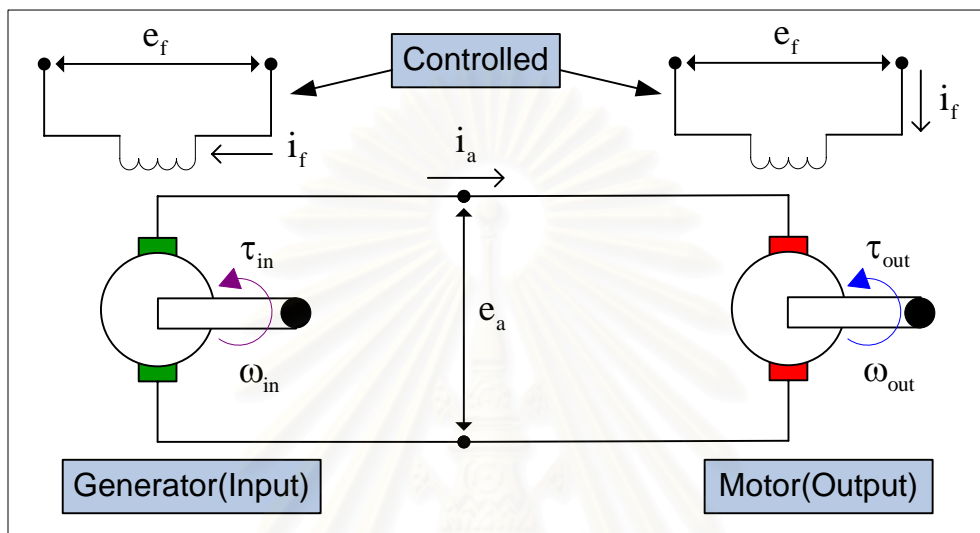 e_f
Controlled
e_f
i_f
i_a
i_f
τ_in
ω_in
e_a
τ_out
ω_out
Generator(Input)
Motor(Output)